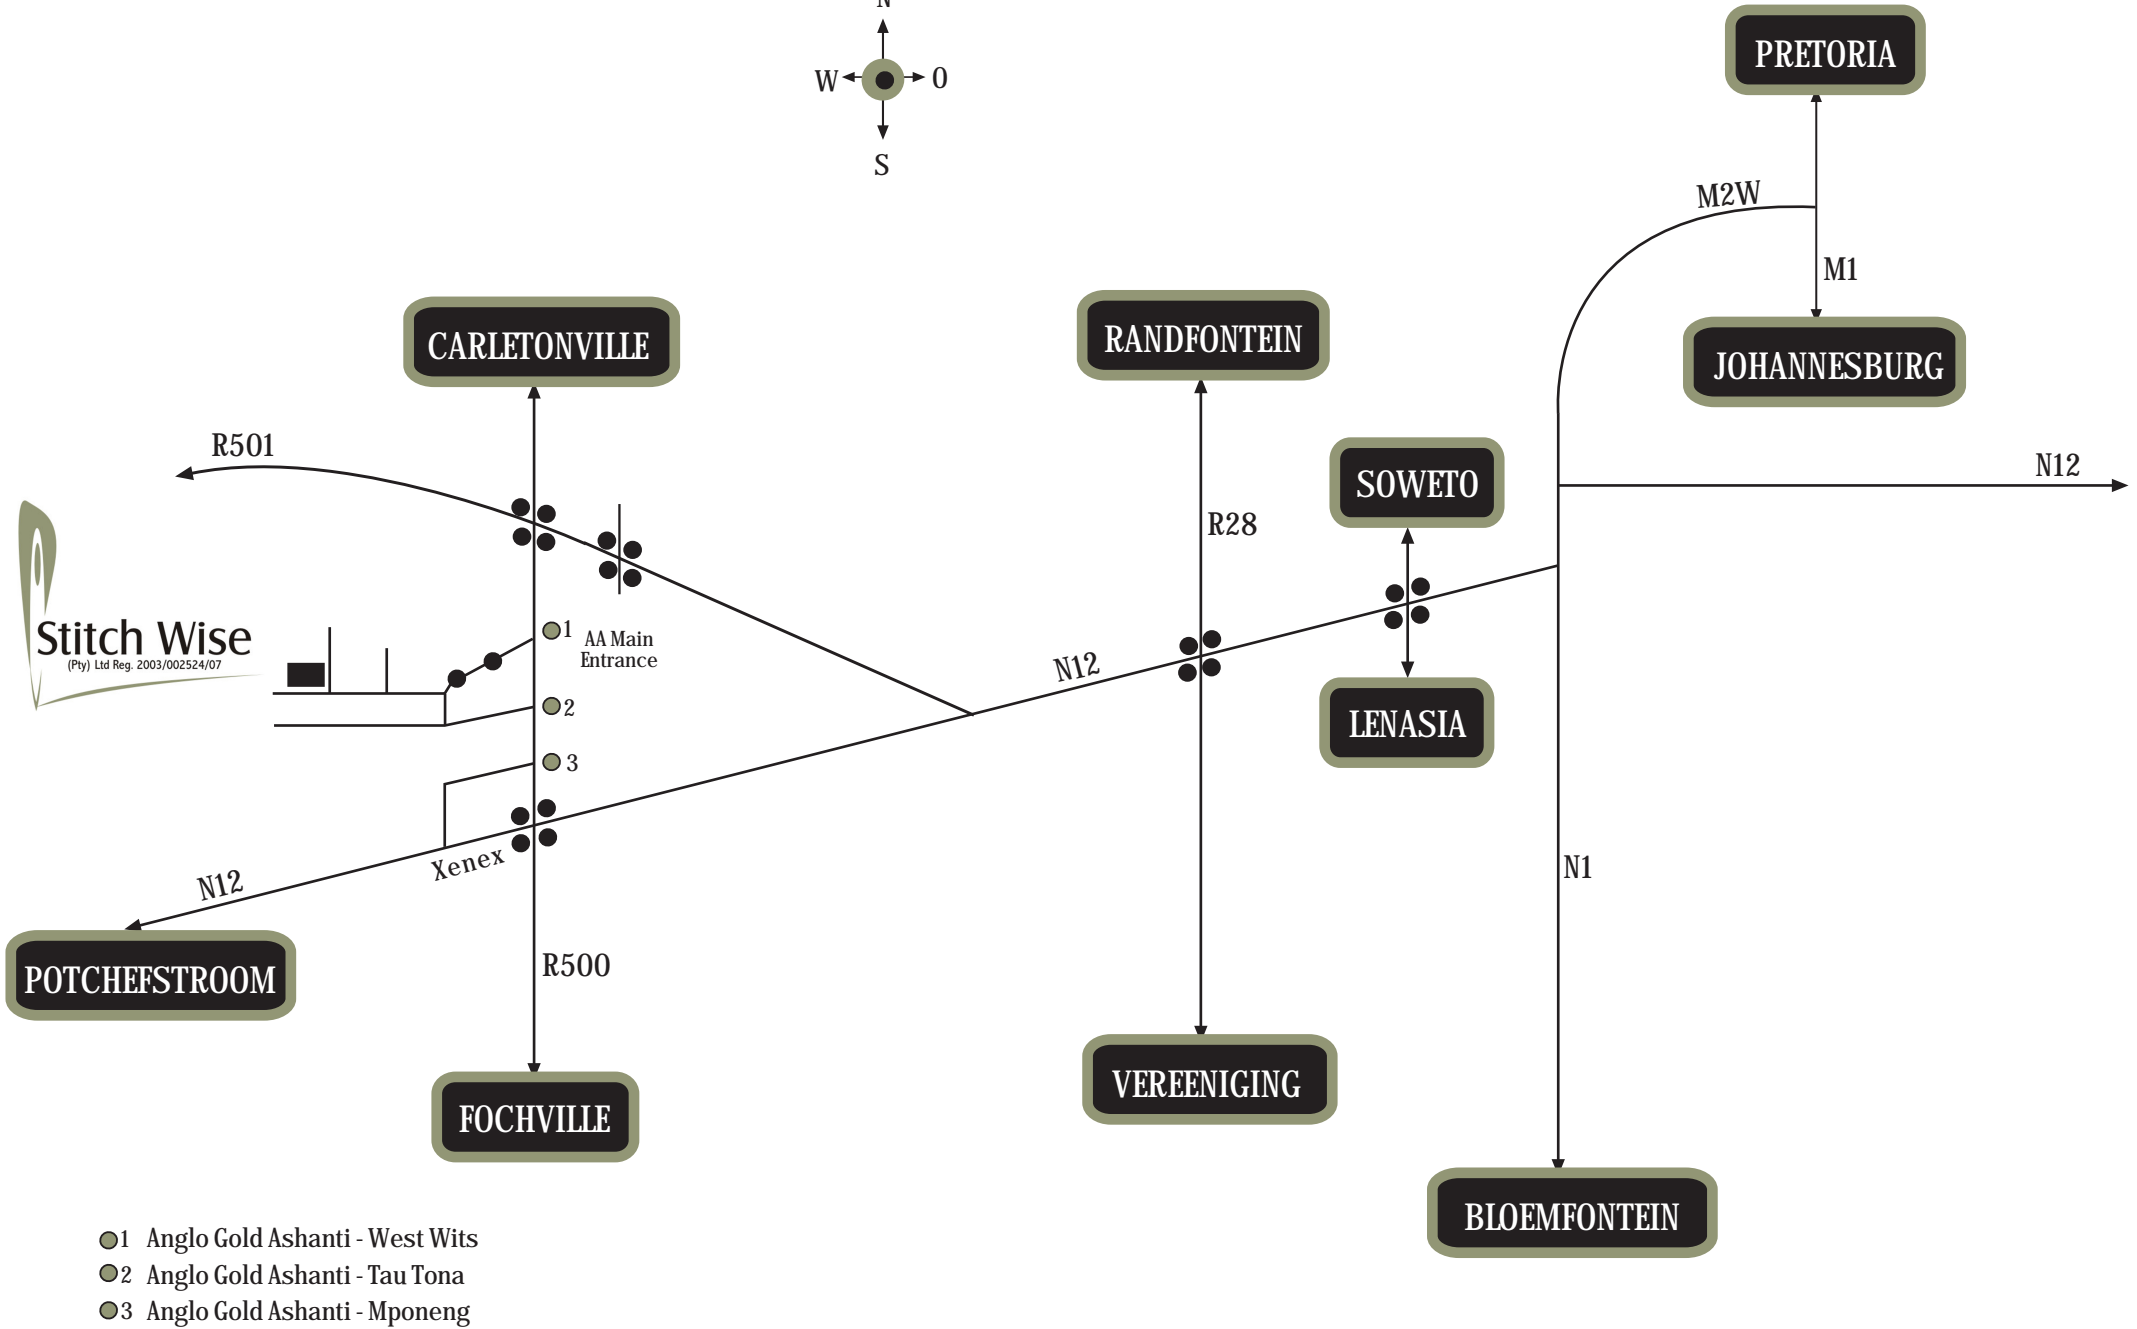 N
W
O
S
PRETORIA
M2W
M1
JOHANNESBURG
CARLETONVILLE
RANDFONTEIN
R501
SOWETO
N12
R28
Stitch Wise
(Pty) Ltd Reg. 2003/002524/07
1
AA Main
Entrance
N12
2
LENASIA
3
Xenex
N12
N1
POTCHEFSTROOM
R500
VEREENIGING
FOCHVILLE
BLOEMFONTEIN
1 Anglo Gold Ashanti - West Wits
2 Anglo Gold Ashanti - Tau Tona
3 Anglo Gold Ashanti - Mponeng